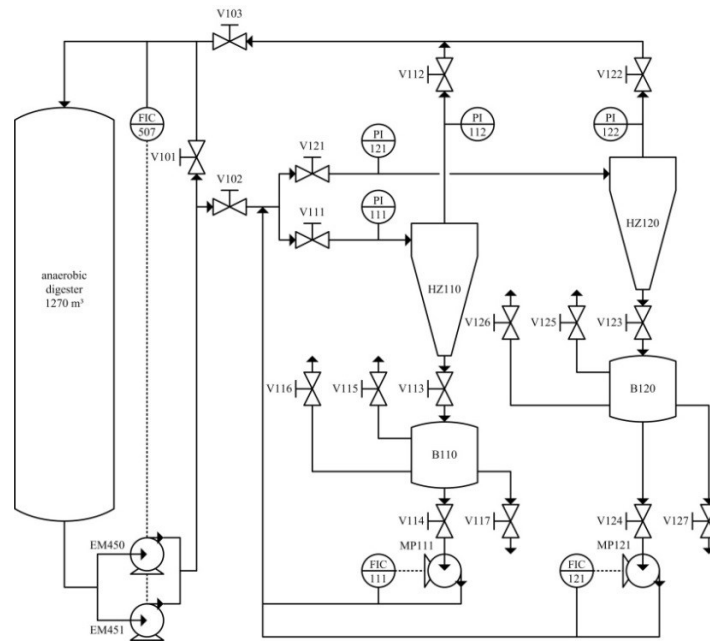 V103
V112
V122
FIC
507
PI
112
PI
122
V101
V121
PI
121
V102
V111
PI
111
HZ120
anaerobic
digester
1270 m³
HZ110
V126
V125
V123
V116
V115
V113
B120
B110
V114
V117
V124
V127
EM450
MP111
MP121
FIC
111
FIC
121
EM451